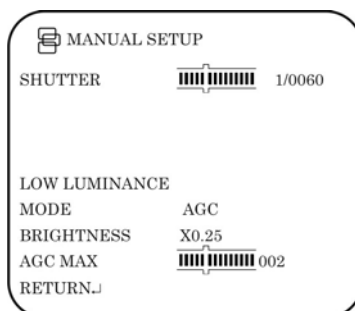 MANUAL SETUP
SHUTTER 1/0060
LOW LUMINANCE
MODE AGC
BRIGHTNESS X0.25
AGC MAX 002
RETURN↵